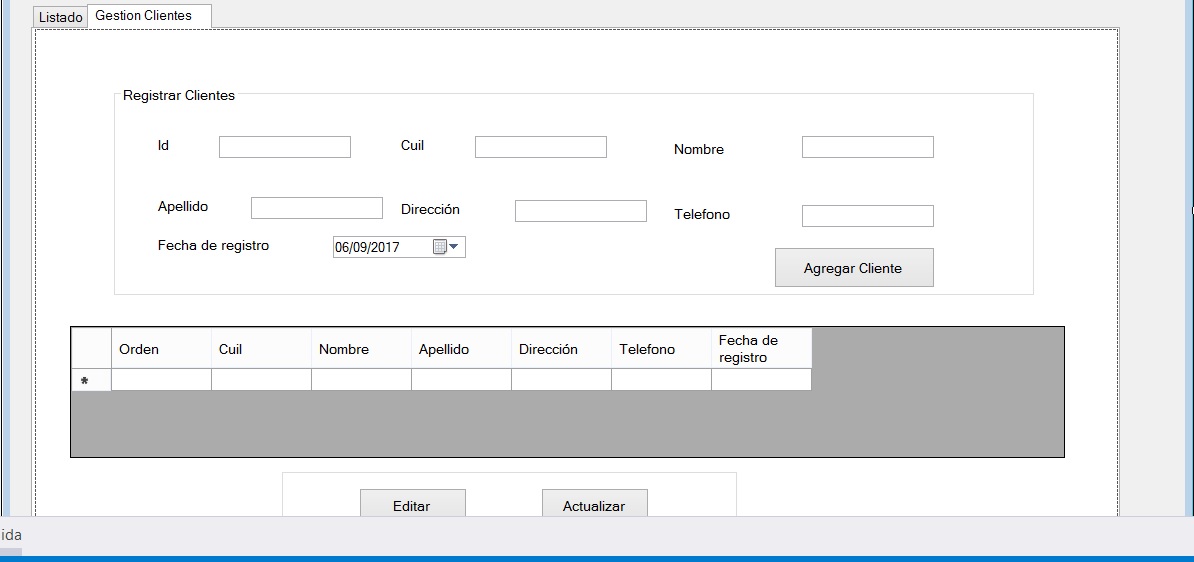 Listado Gestion Clientes
Registrar Clientes
Id Cuil Nombre
Apellido Dirección Telefono
Fecha de registro 06/09/2017
Agregar Cliente
Orden Cuil Nombre Apellido Dirección Telefono Fecha de
registro
*
Editar Actualizar
ida